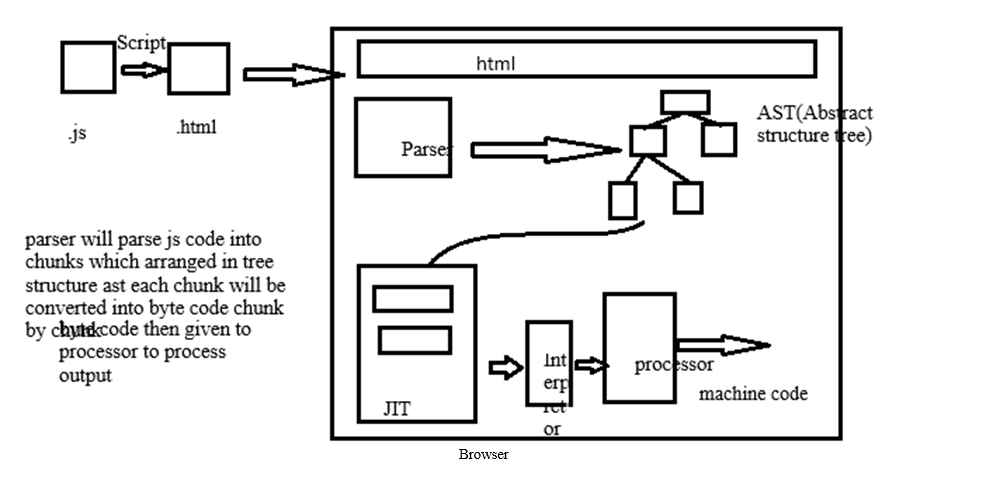 Script
.js
.html
html
Parser
AST(Abstract
structure tree)
parser will parse js code into
chunks which arranged in tree
structure ast each chunk will be
converted into byte code chunk
by chunk
byte code then given to
processor to process
output
JIT
Int
erp
ret
or
processor
machine code
Browser